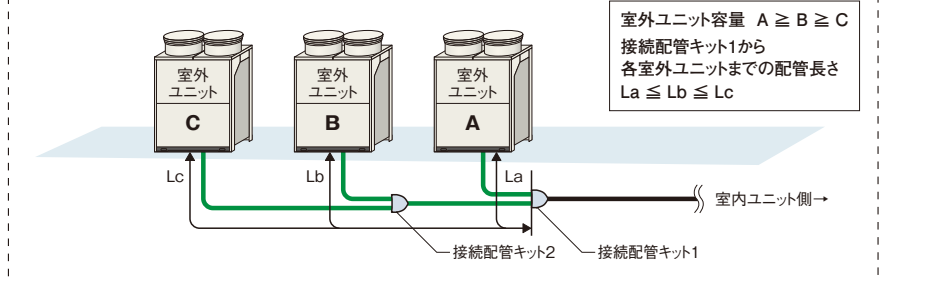 室外ユニット容量 A ≧ B ≧ C
接続配管キット1から
各室外ユニットまでの配管長さ
La ≦ Lb ≦ Lc
室外
ユニット
C
室外
ユニット
B
室外
ユニット
A
Lc
Lb
La
室内ユニット側→
接続配管キット2
接続配管キット1